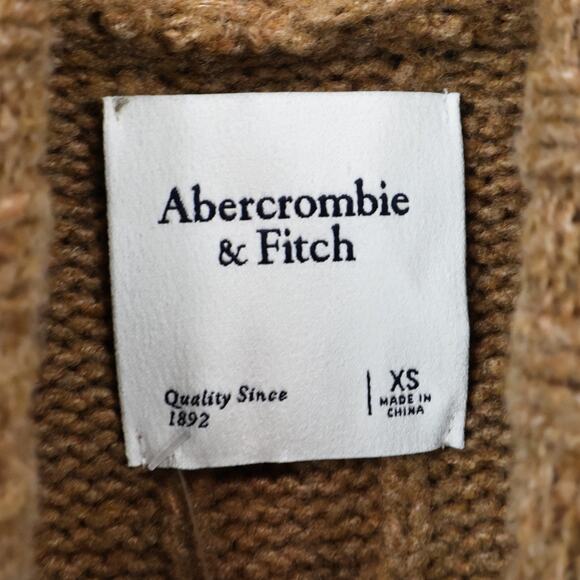 Abercrombie
& Fitch
Quality Since
1892
XS
MADE IN
CHINA